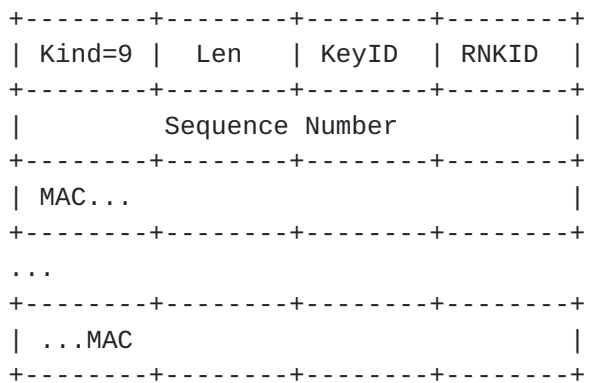 +--------+--------+--------+--------+
| Kind=9 |  Len   | KeyID  | RNKID  |
+--------+--------+--------+--------+
|         Sequence Number           |
+--------+--------+--------+--------+
| MAC...                            |
+--------+--------+--------+--------+
...
+--------+--------+--------+--------+
| ...MAC                            |
+--------+--------+--------+--------+